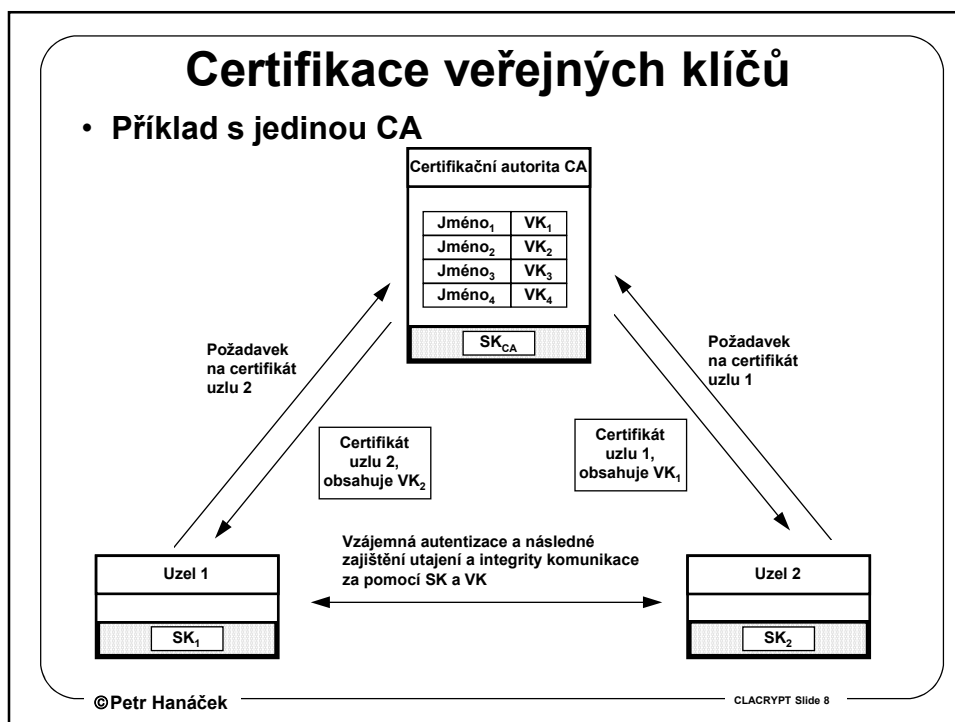 Certifikace veřejných klíčů
• Příklad s jedinou CA
Certifikační autorita CA
Jméno₁ VK₁
Jméno₂ VK₂
Jméno₃ VK₃
Jméno₄ VK₄
SK_CA
Požadavek
na certifikát
uzlu 2
Požadavek
na certifikát
uzlu 1
Certifikát
uzlu 2,
obsahuje VK₂
Certifikát
uzlu 1,
obsahuje VK₁
Vzájemná autentizace a následné
zajištění utajení a integrity komunikace
za pomocí SK a VK
Uzel 1
SK₁
Uzel 2
SK₂
©Petr Hanáček
CLACRYPT Slide 8